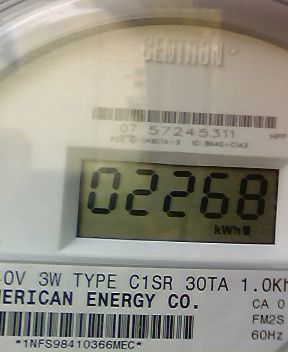 CENTRON®
07 57245311
02268
kWh
0V 3W TYPE C1SR 30TA 1.0Kh
MERICAN ENERGY CO.
CA 0
FM2S
60Hz
*1NFS98410366MEC*